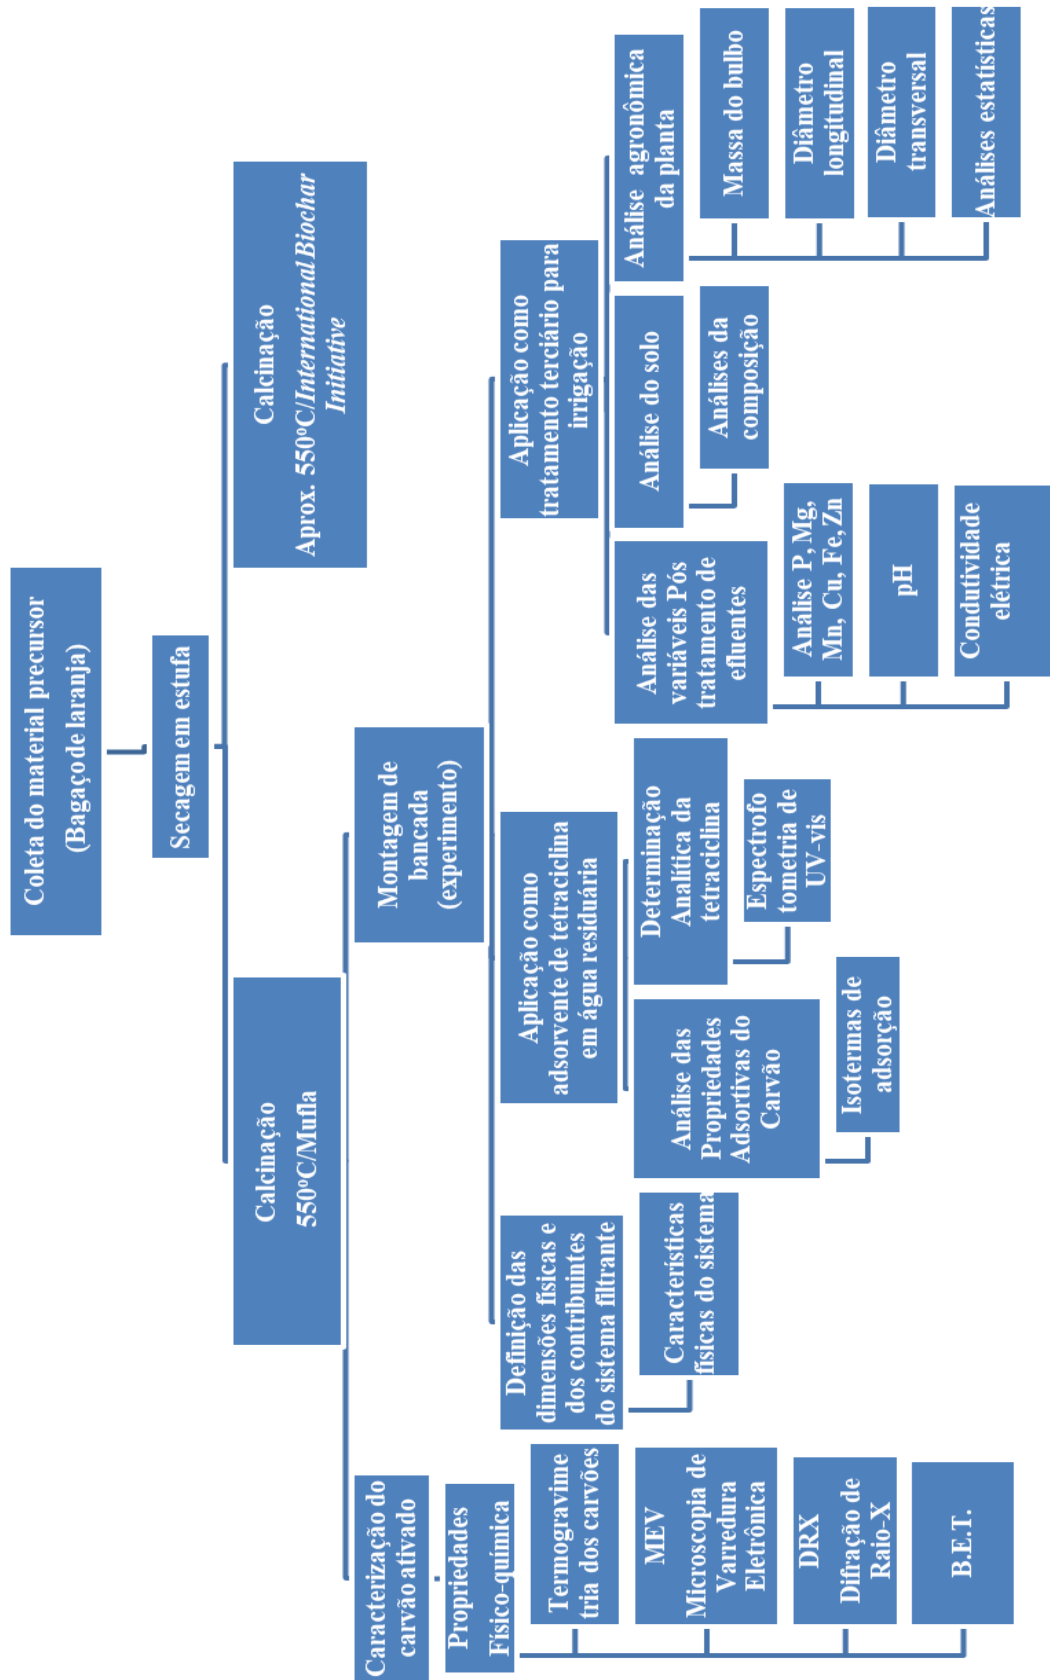 Coleta do material precursor
(Bagaço de laranja)
Secagem em estufa
Calcinação
550ºC/Mufla
Calcinação
Aprox. 550ºC/International Biochar
Initiative
Caracterização do
carvão ativado
Propriedades
Físico-química
Termogravime
tria dos carvões
MEV
Microscopia de
Varredura
Eletrônica
DRX
Difração de
Raio-X
B.E.T.
Montagem de
bancada
(experimento)
Definição das
dimensões físicas e
dos contribuintes
do sistema filtrante
Características
físicas do sistema
Aplicação como
adsorvente de tetraciclina
em água residuária
Análise das
Propriedades
Adsortivas do
Carvão
Isotermas de
adsorção
Determinação
Analítica da
tetraciclina
Espectrofo
tometria de
UV-vis
Aplicação como
tratamento terciário para
irrigação
Análise das
variáveis Pós
tratamento de
efluentes
Análise P, Mg,
Mn, Cu, Fe, Zn
pH
Condutividade
elétrica
Análise do solo
Análises da
composição
Análise agronômica
da planta
Massa do bulbo
Diâmetro
longitudinal
Diâmetro
transversal
Análises estatísticas